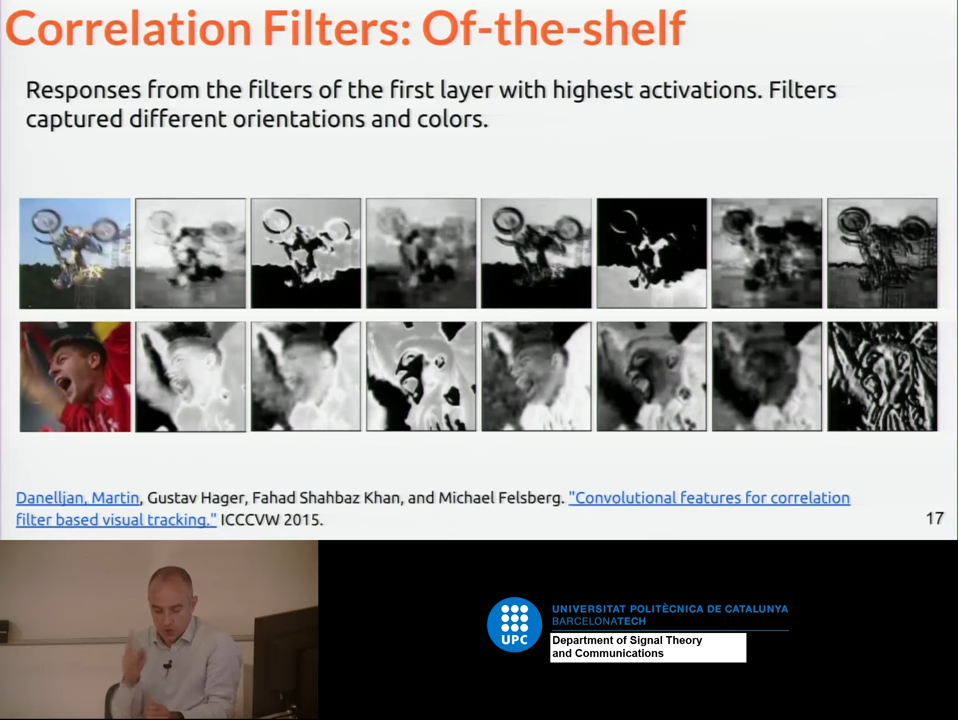 Correlation Filters: Of-the-shelf
Responses from the filters of the first layer with highest activations. Filters
captured different orientations and colors.
Danelljan, Martin, Gustav Hager, Fahad Shahbaz Khan, and Michael Felsberg. "Convolutional features for correlation
filter based visual tracking." ICCCVW 2015.
17
UPC
UNIVERSITAT POLITÈCNICA DE CATALUNYA
BARCELONATECH
Department of Signal Theory
and Communications